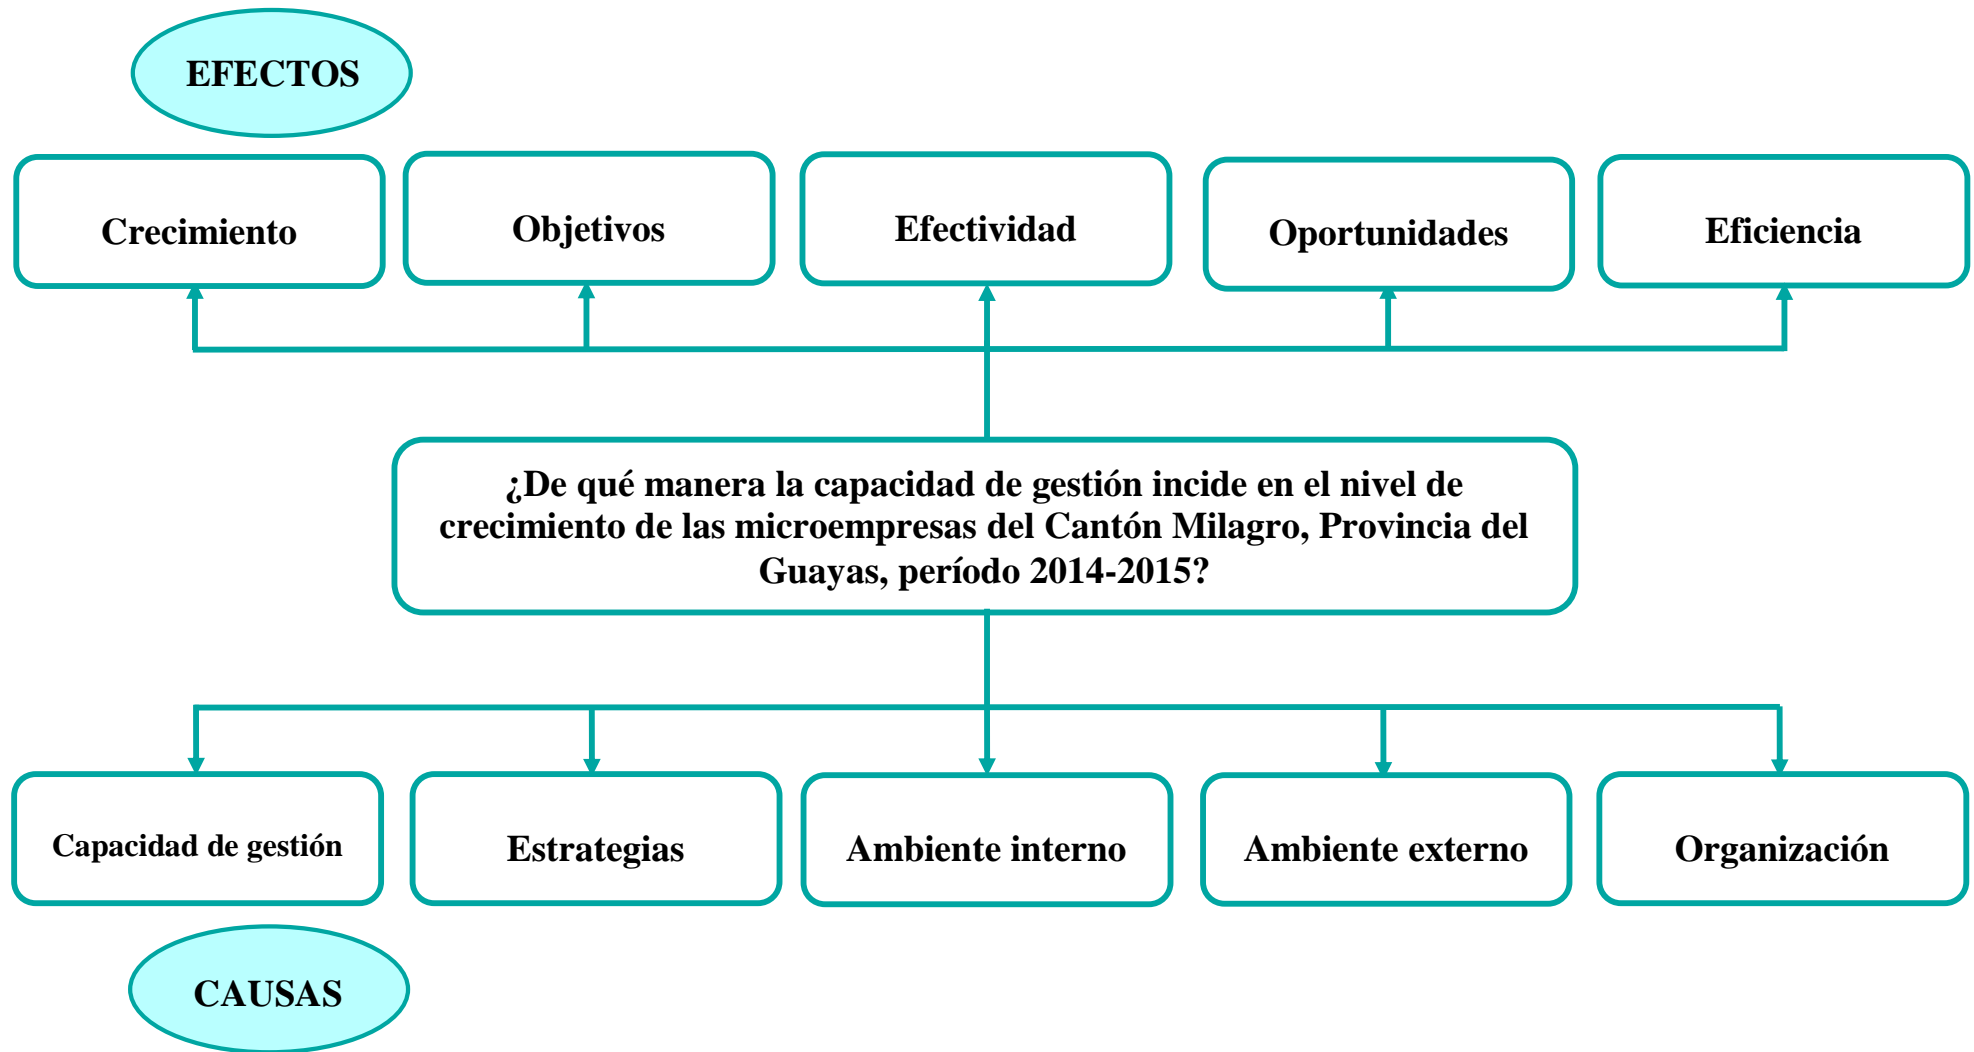 EFECTOS
Crecimiento
Objetivos
Efectividad
Oportunidades
Eficiencia
¿De qué manera la capacidad de gestión incide en el nivel de
crecimiento de las microempresas del Cantón Milagro, Provincia del
Guayas, período 2014-2015?
Capacidad de gestión
Estrategias
Ambiente interno
Ambiente externo
Organización
CAUSAS